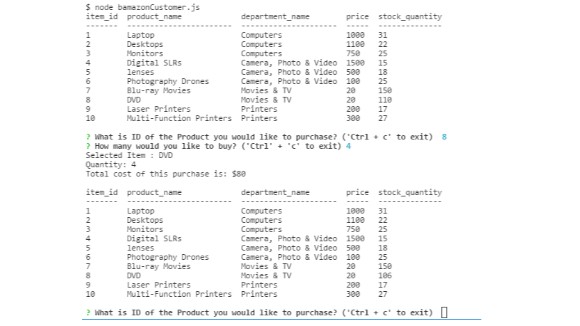 $ node bamazonCustomer.js
item_id  product_name              department_name         price  stock_quantity
-------  ------------------------  ----------------------  -----  --------------
1        Laptop                    Computers               1000   31
2        Desktops                  Computers               1100   22
3        Monitors                  Computers               750    25
4        Digital SLRs              Camera, Photo & Video   1500   15
5        lenses                    Camera, Photo & Video   500    18
6        Photography Drones        Camera, Photo & Video   100    25
7        Blu-ray Movies            Movies & TV             20     150
8        DVD                       Movies & TV             20     110
9        Laser Printers            Printers                200    17
10       Multi-Function Printers   Printers                300    27
? What is ID of the Product you would like to purchase? ('Ctrl + c' to exit)  8
? How many would you like to buy? ('Ctrl' + 'c' to exit) 4
Selected Item : DVD
Quantity: 4
Total cost of this purchase is: $80
item_id  product_name              department_name         price  stock_quantity
-------  ------------------------  ----------------------  -----  --------------
1        Laptop                    Computers               1000   31
2        Desktops                  Computers               1100   22
3        Monitors                  Computers               750    25
4        Digital SLRs              Camera, Photo & Video   1500   15
5        lenses                    Camera, Photo & Video   500    18
6        Photography Drones        Camera, Photo & Video   100    25
7        Blu-ray Movies            Movies & TV             20     150
8        DVD                       Movies & TV             20     106
9        Laser Printers            Printers                200    17
10       Multi-Function Printers   Printers                300    27
? What is ID of the Product you would like to purchase? ('Ctrl + c' to exit)